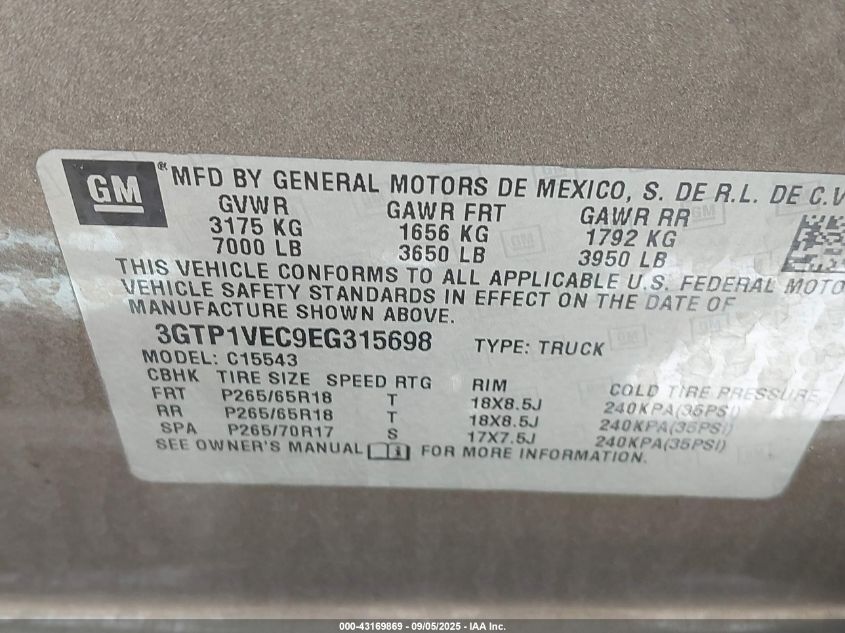 GM ® MFD BY GENERAL MOTORS DE MEXICO, S. DE R.L. DE C.V
GVWR GAWR FRT GAWR RR
3175 KG 1656 KG 1792 KG
7000 LB 3650 LB 3950 LB
THIS VEHICLE CONFORMS TO ALL APPLICABLE U.S. FEDERAL MOTO
VEHICLE SAFETY STANDARDS IN EFFECT ON THE DATE OF
MANUFACTURE SHOWN ABOVE.
3GTP1VEC9EG315698 TYPE: TRUCK
MODEL: C15543
CBHK TIRE SIZE SPEED RTG RIM COLD TIRE PRESSURE
FRT P265/65R18 T 18X8.5J 240KPA(35PSI)
RR P265/65R18 T 18X8.5J 240KPA(35PSI)
SPA P265/70R17 S 17X7.5J 240KPA(35PSI)
SEE OWNER'S MANUAL FOR MORE INFORMATION.
000-43169869 - 09/05/2025 - IAA Inc.